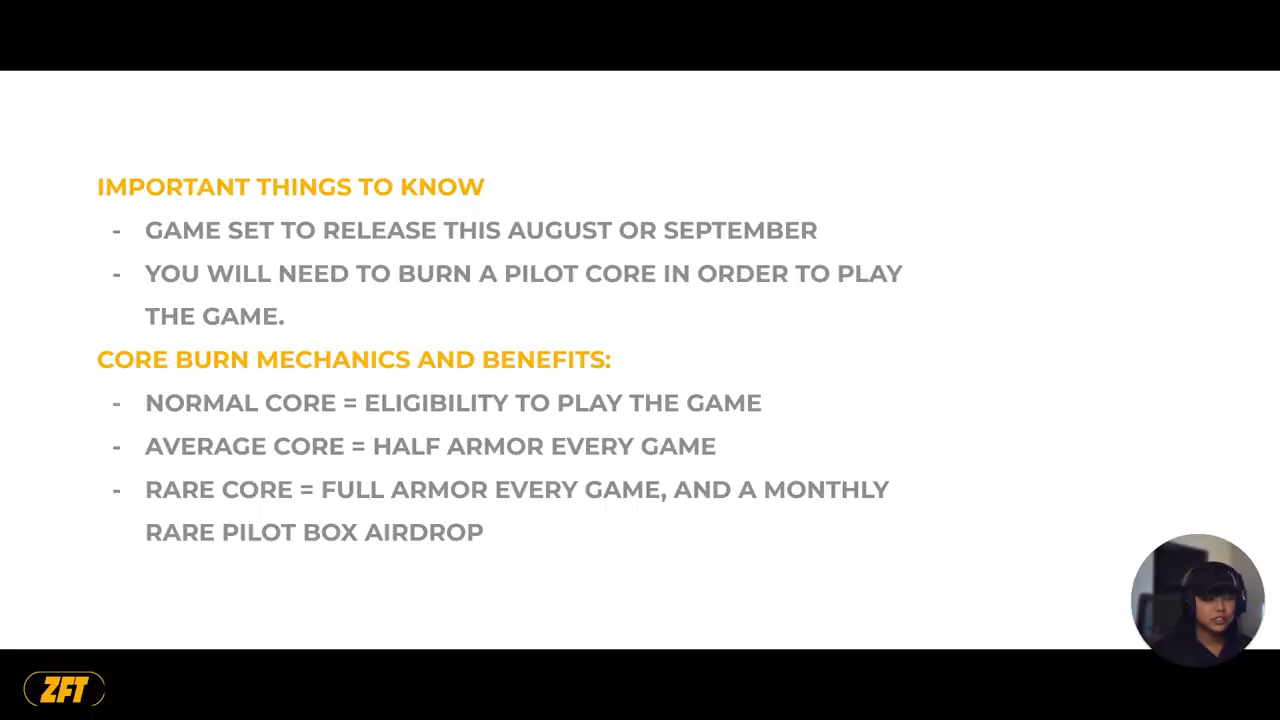 IMPORTANT THINGS TO KNOW
- GAME SET TO RELEASE THIS AUGUST OR SEPTEMBER
- YOU WILL NEED TO BURN A PILOT CORE IN ORDER TO PLAY
THE GAME.
CORE BURN MECHANICS AND BENEFITS:
- NORMAL CORE = ELIGIBILITY TO PLAY THE GAME
- AVERAGE CORE = HALF ARMOR EVERY GAME
- RARE CORE = FULL ARMOR EVERY GAME, AND A MONTHLY
RARE PILOT BOX AIRDROP
ZFT